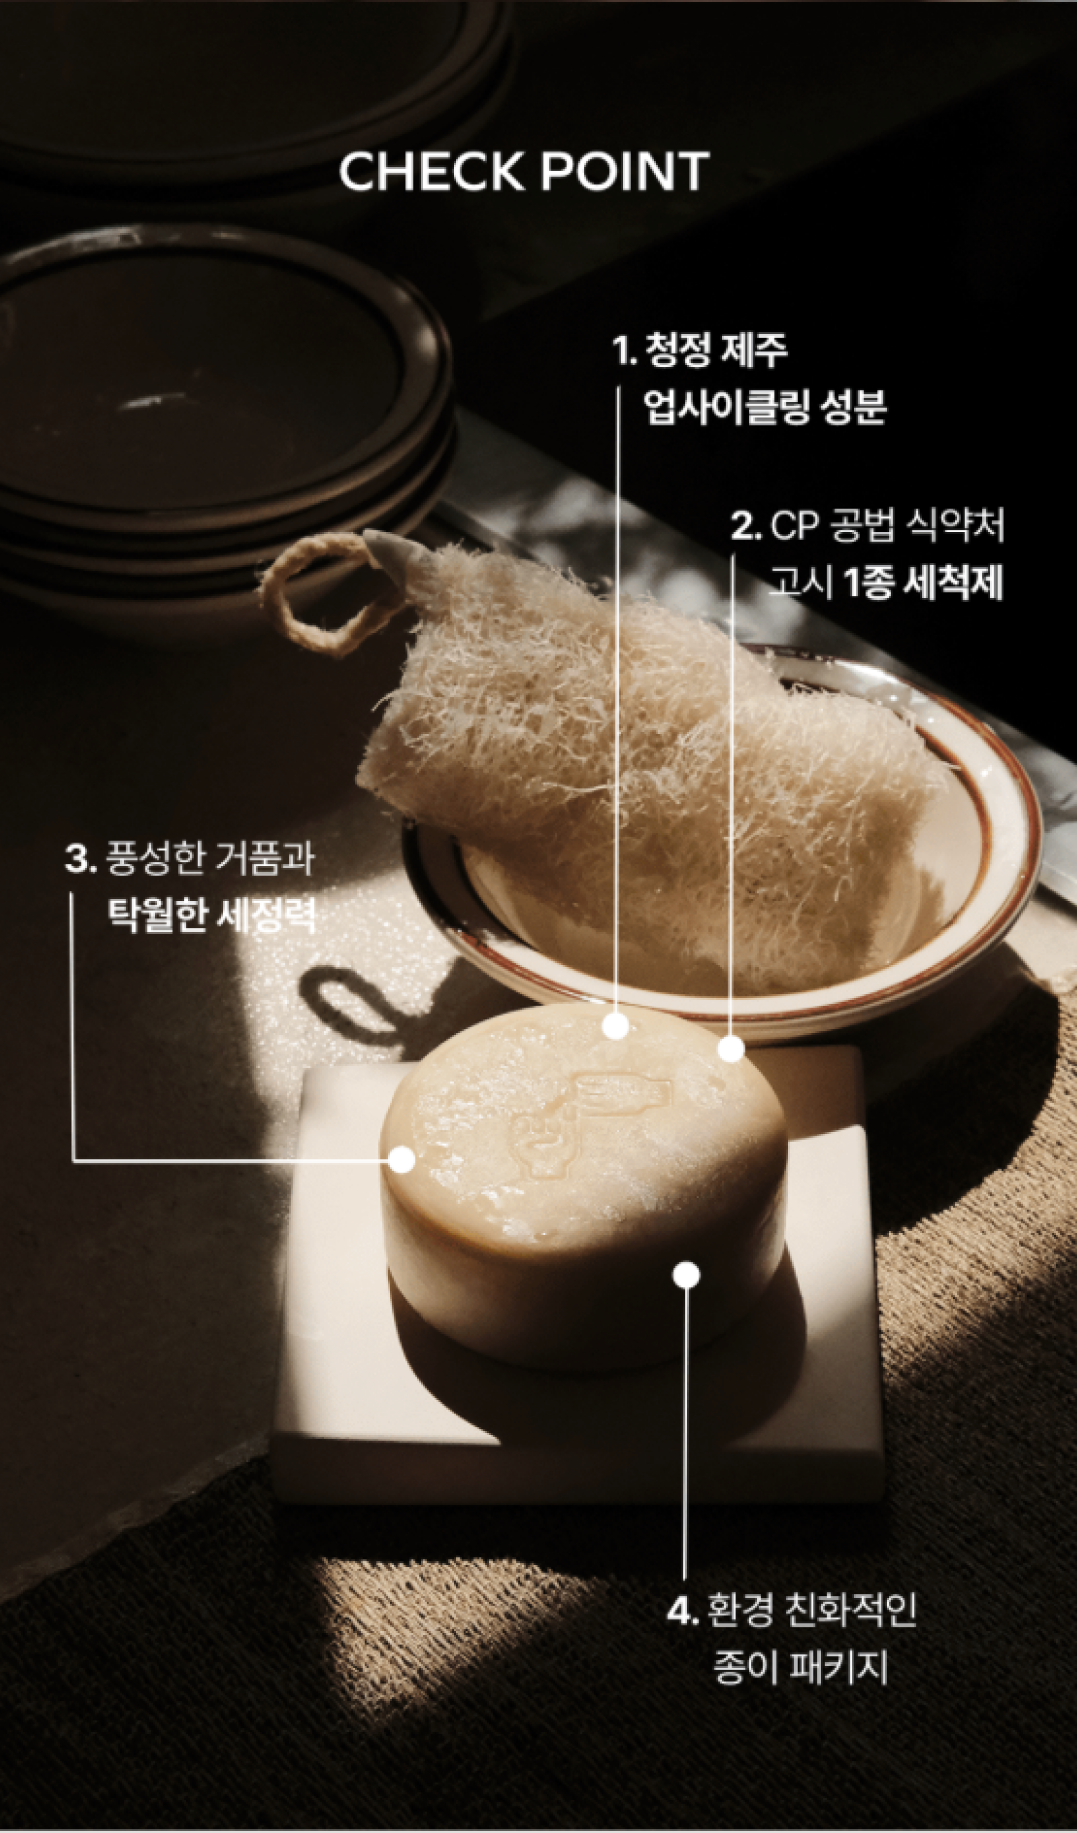 CHECK POINT
1. 청정 제주
업사이클링 성분
2. CP 공법 식약처
고시 1종 세척제
3. 풍성한 거품과
탁월한 세정력
4. 환경 친화적인
종이 패키지